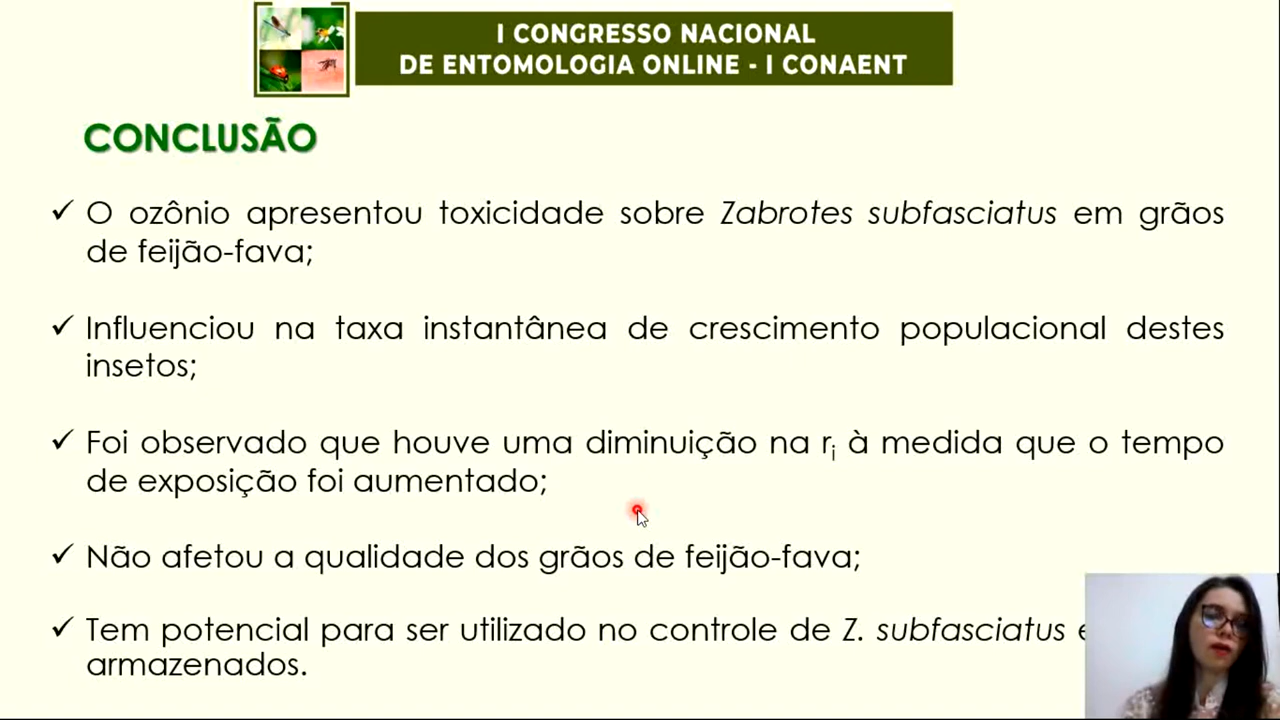 I CONGRESSO NACIONAL
DE ENTOMOLOGIA ONLINE - I CONAENT
CONCLUSÃO
✓ O ozônio apresentou toxicidade sobre Zabrotes subfasciatus em grãos
de feijão-fava;
✓ Influenciou na taxa instantânea de crescimento populacional destes
insetos;
✓ Foi observado que houve uma diminuição na ri à medida que o tempo
de exposição foi aumentado;
✓ Não afetou a qualidade dos grãos de feijão-fava;
✓ Tem potencial para ser utilizado no controle de Z. subfasciatus
armazenados.